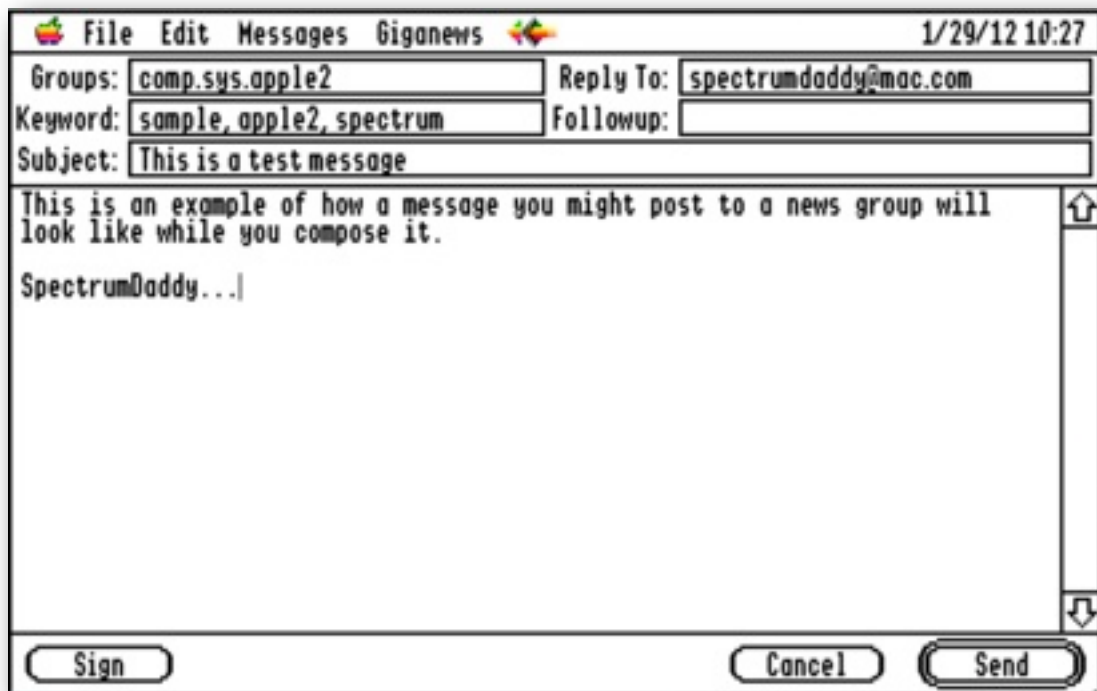 File Edit Messages Giganews 1/29/12 10:27
Groups: comp.sys.apple2 Reply To: spectrumdaddy@mac.com
Keyword: sample, apple2, spectrum Followup:
Subject: This is a test message
This is an example of how a message you might post to a news group will
look like while you compose it.
SpectrumDaddy...
Sign Cancel Send